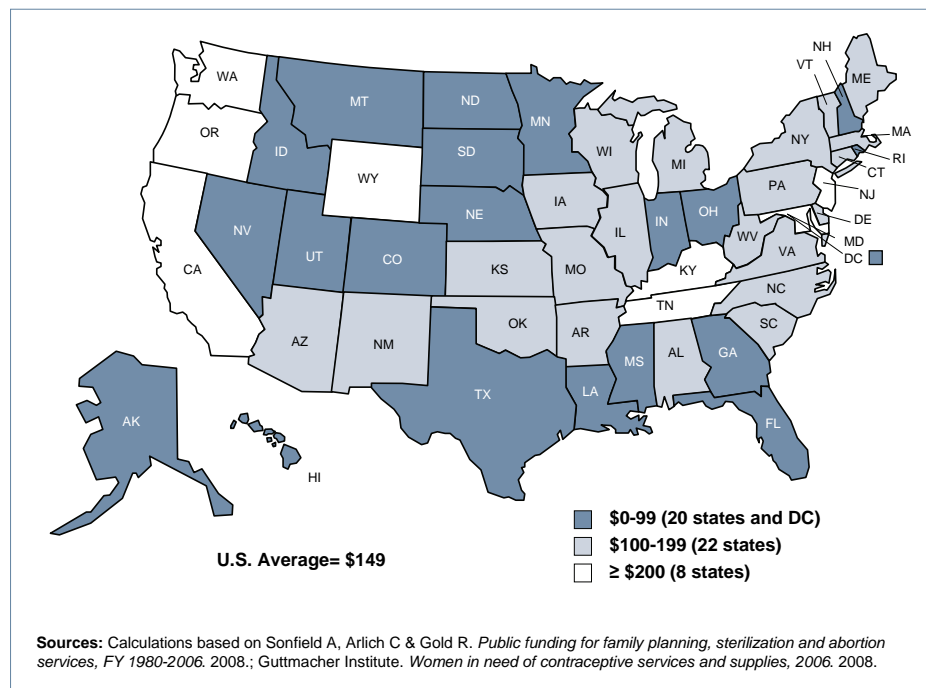 NH
VT
ME
WA
MT
ND
MN
OR
ID
SD
WI
MI
NY
MA
RI
CT
WY
PA
NJ
IA
NE
NV
IL
IN
OH
DE
WV
MD
UT
CO
VA
DC
CA
KS
MO
KY
NC
TN
AZ
NM
OK
AR
SC
MS
AL
GA
TX
LA
AK
FL
HI
$0-99 (20 states and DC)
U.S. Average= $149
$100-199 (22 states)
≥ $200 (8 states)
Sources: Calculations based on Sonfield A, Arlich C & Gold R. Public funding for family planning, sterilization and abortion
services, FY 1980-2006. 2008.; Guttmacher Institute. Women in need of contraceptive services and supplies, 2006. 2008.